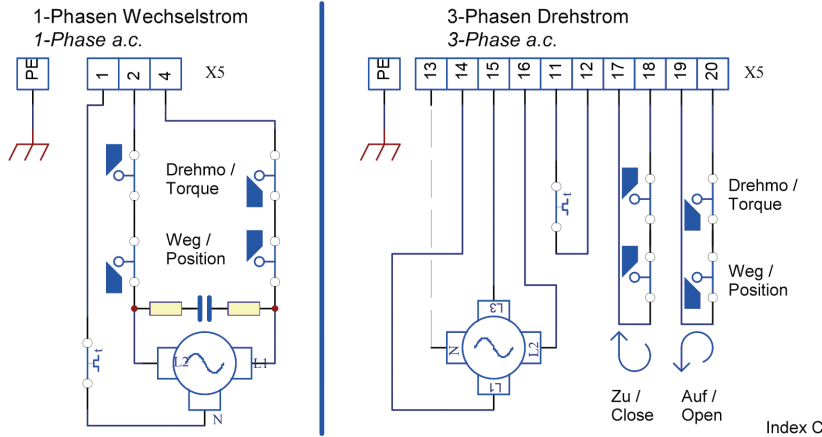 1-Phasen Wechselstrom
1-Phase a.c.
PE
1 2 4 X5
Drehmo /
Torque
Weg /
Position
t
L2 L1
N
3-Phasen Drehstrom
3-Phase a.c.
PE
13 14 15 16 11 12 17 18 19 20 X5
t
Drehmo /
Torque
Weg /
Position
L3
N L2
L1
Zu /
Close
Auf /
Open
Index C